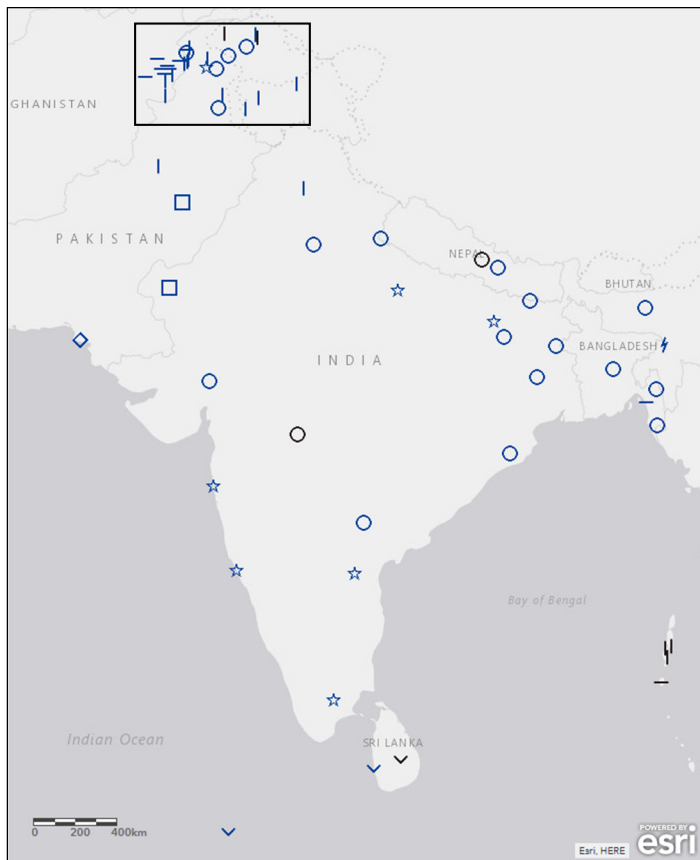 GHANISTAN
PAKISTAN
NEPAL
BHUTAN
BANGLADESH
INDIA
Bay of Bengal
Indian Ocean
SRI LANKA
0 200 400km
Esri, HERE
POWERED BY
esri